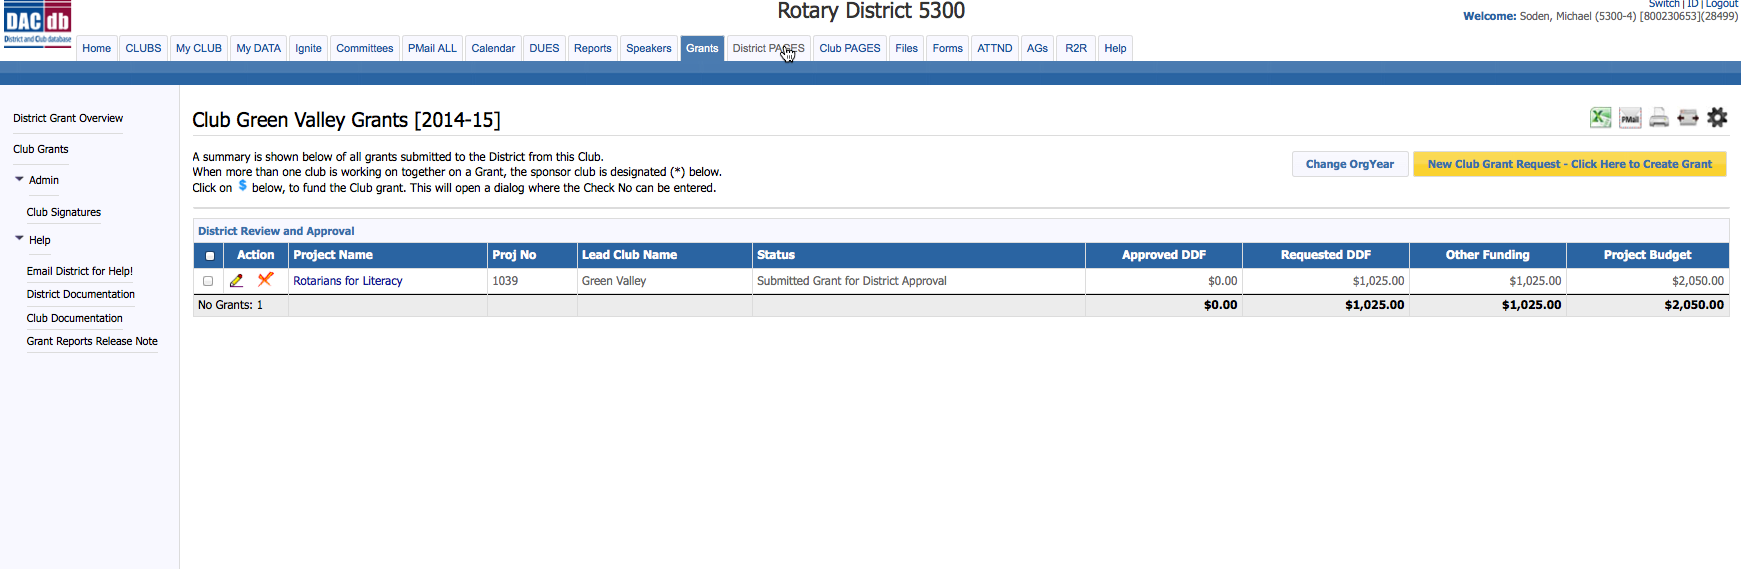 DACdb
District and Club database
Rotary District 5300
Switch | ID | Logout
Welcome: Soden, Michael (5300-4) [800230653](28499)
Home CLUBS My CLUB My DATA Ignite Committees PMail ALL Calendar DUES Reports Speakers Grants District PAGES Club PAGES Files Forms ATTND AGs R2R Help
District Grant Overview
Club Grants
Admin
Club Signatures
Help
Email District for Help!
District Documentation
Club Documentation
Grant Reports Release Note
Club Green Valley Grants [2014-15]
PMail
A summary is shown below of all grants submitted to the District from this Club.
When more than one club is working on together on a Grant, the sponsor club is designated (*) below.
Click on $ below, to fund the Club grant. This will open a dialog where the Check No can be entered.
Change OrgYear
New Club Grant Request - Click Here to Create Grant
District Review and Approval
Action Project Name Proj No Lead Club Name Status Approved DDF Requested DDF Other Funding Project Budget
Rotarians for Literacy 1039 Green Valley Submitted Grant for District Approval $0.00 $1,025.00 $1,025.00 $2,050.00
No Grants: 1 $0.00 $1,025.00 $1,025.00 $2,050.00